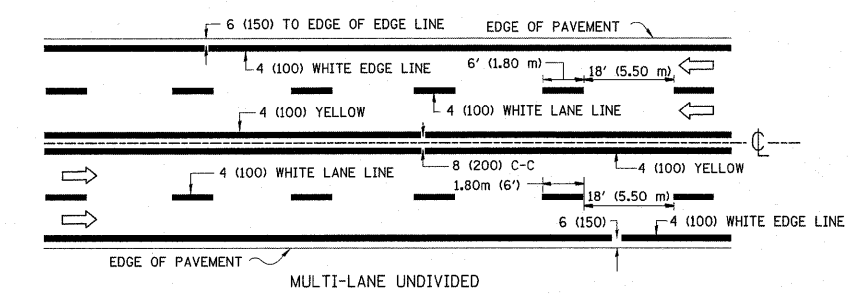 6 (150) TO EDGE OF EDGE LINE
EDGE OF PAVEMENT
4 (100) WHITE EDGE LINE
6' (1.80 m)
18' (5.50 m)
4 (100) YELLOW
4 (100) WHITE LANE LINE
℄
4 (100) WHITE LANE LINE
8 (200) C-C
4 (100) YELLOW
1.80m (6')
18' (5.50 m)
6 (150)
4 (100) WHITE EDGE LINE
EDGE OF PAVEMENT
MULTI-LANE UNDIVIDED